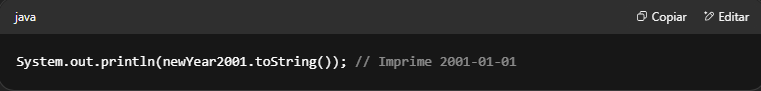 java
Copiar
Editar
System.out.println(newYear2001.toString()); // Imprime 2001-01-01